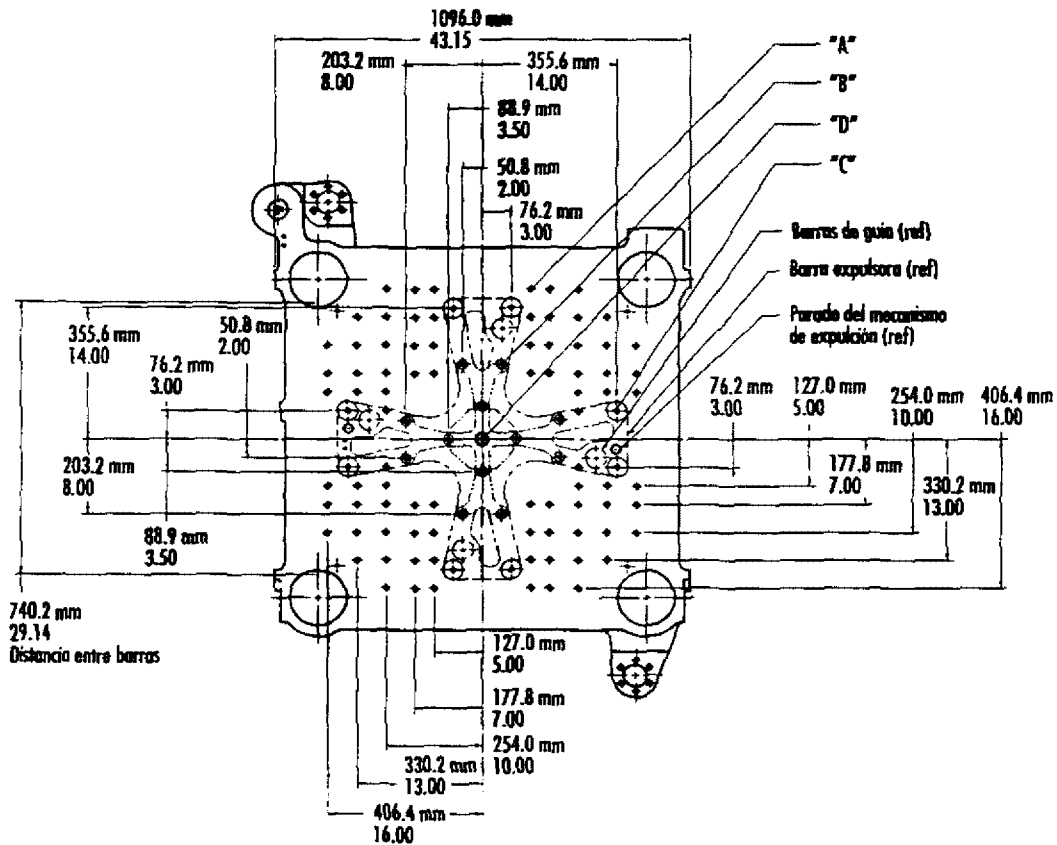 1096.0 mm
43.15
203.2 mm
8.00
355.6 mm
14.00
88.9 mm
3.50
50.8 mm
2.00
76.2 mm
3.00
"A"
"B"
"D"
"C"
Barras de guia (ref)
Barra expulsora (ref)
Parada del mecanismo
de expulción (ref)
355.6 mm
14.00
50.8 mm
2.00
76.2 mm
3.00
203.2 mm
8.00
88.9 mm
3.50
740.2 mm
29.14
Distancia entre barras
76.2 mm
3.00
127.0 mm
5.00
254.0 mm
10.00
406.4 mm
16.00
177.8 mm
7.00
330.2 mm
13.00
127.0 mm
5.00
177.8 mm
7.00
254.0 mm
10.00
330.2 mm
13.00
406.4 mm
16.00